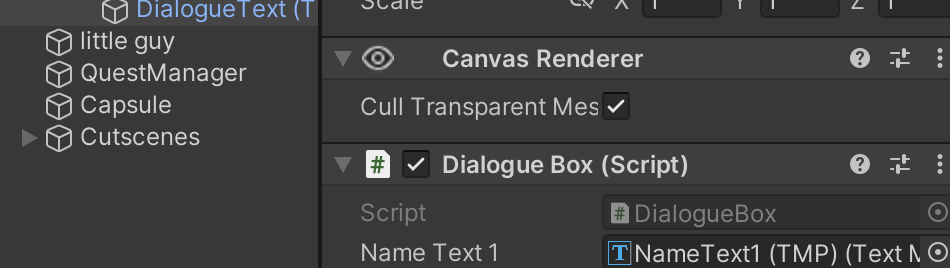 DialogueText (T
little guy
QuestManager
Capsule
Cutscenes
Scale X 1 Y 1 Z 1
Canvas Renderer
Cull Transparent Mes
# Dialogue Box (Script)
Script # DialogueBox
Name Text 1 T NameText1 (TMP) (Text M